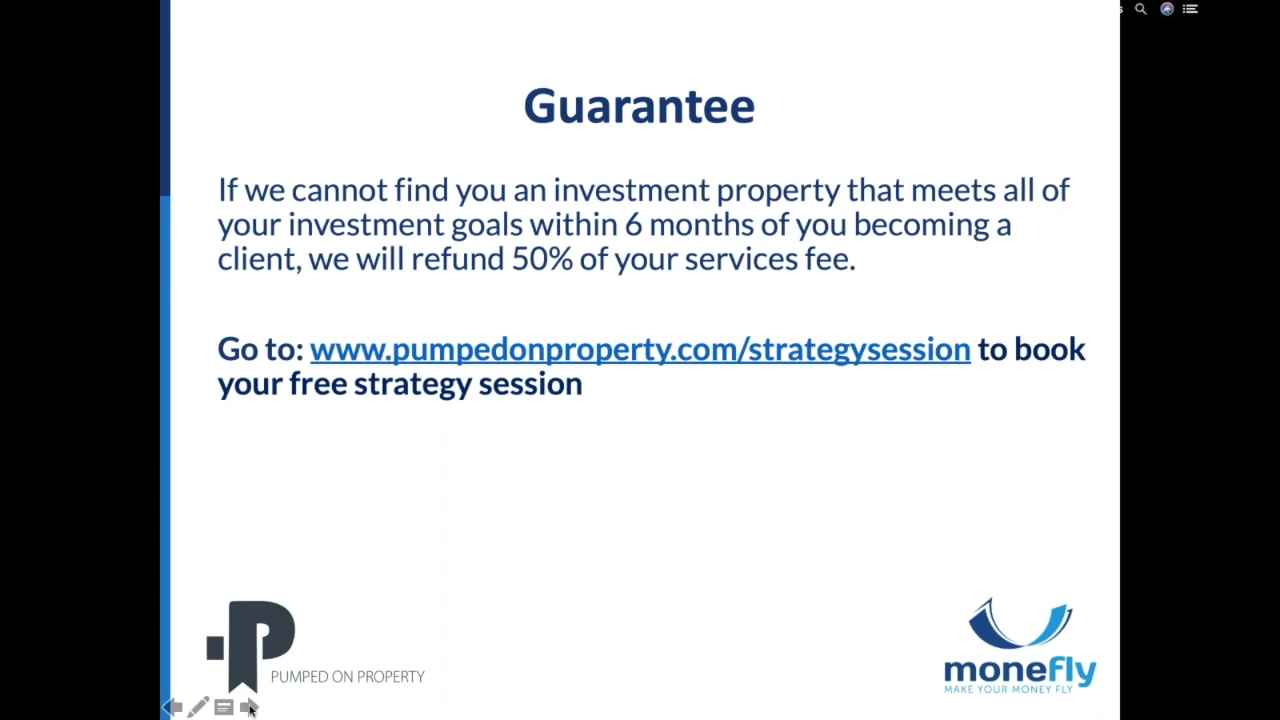 Guarantee
If we cannot find you an investment property that meets all of
your investment goals within 6 months of you becoming a
client, we will refund 50% of your services fee.
Go to: www.pumpedonproperty.com/strategysession to book
your free strategy session
P
PUMPED ON PROPERTY
monefly
MAKE YOUR MONEY FLY